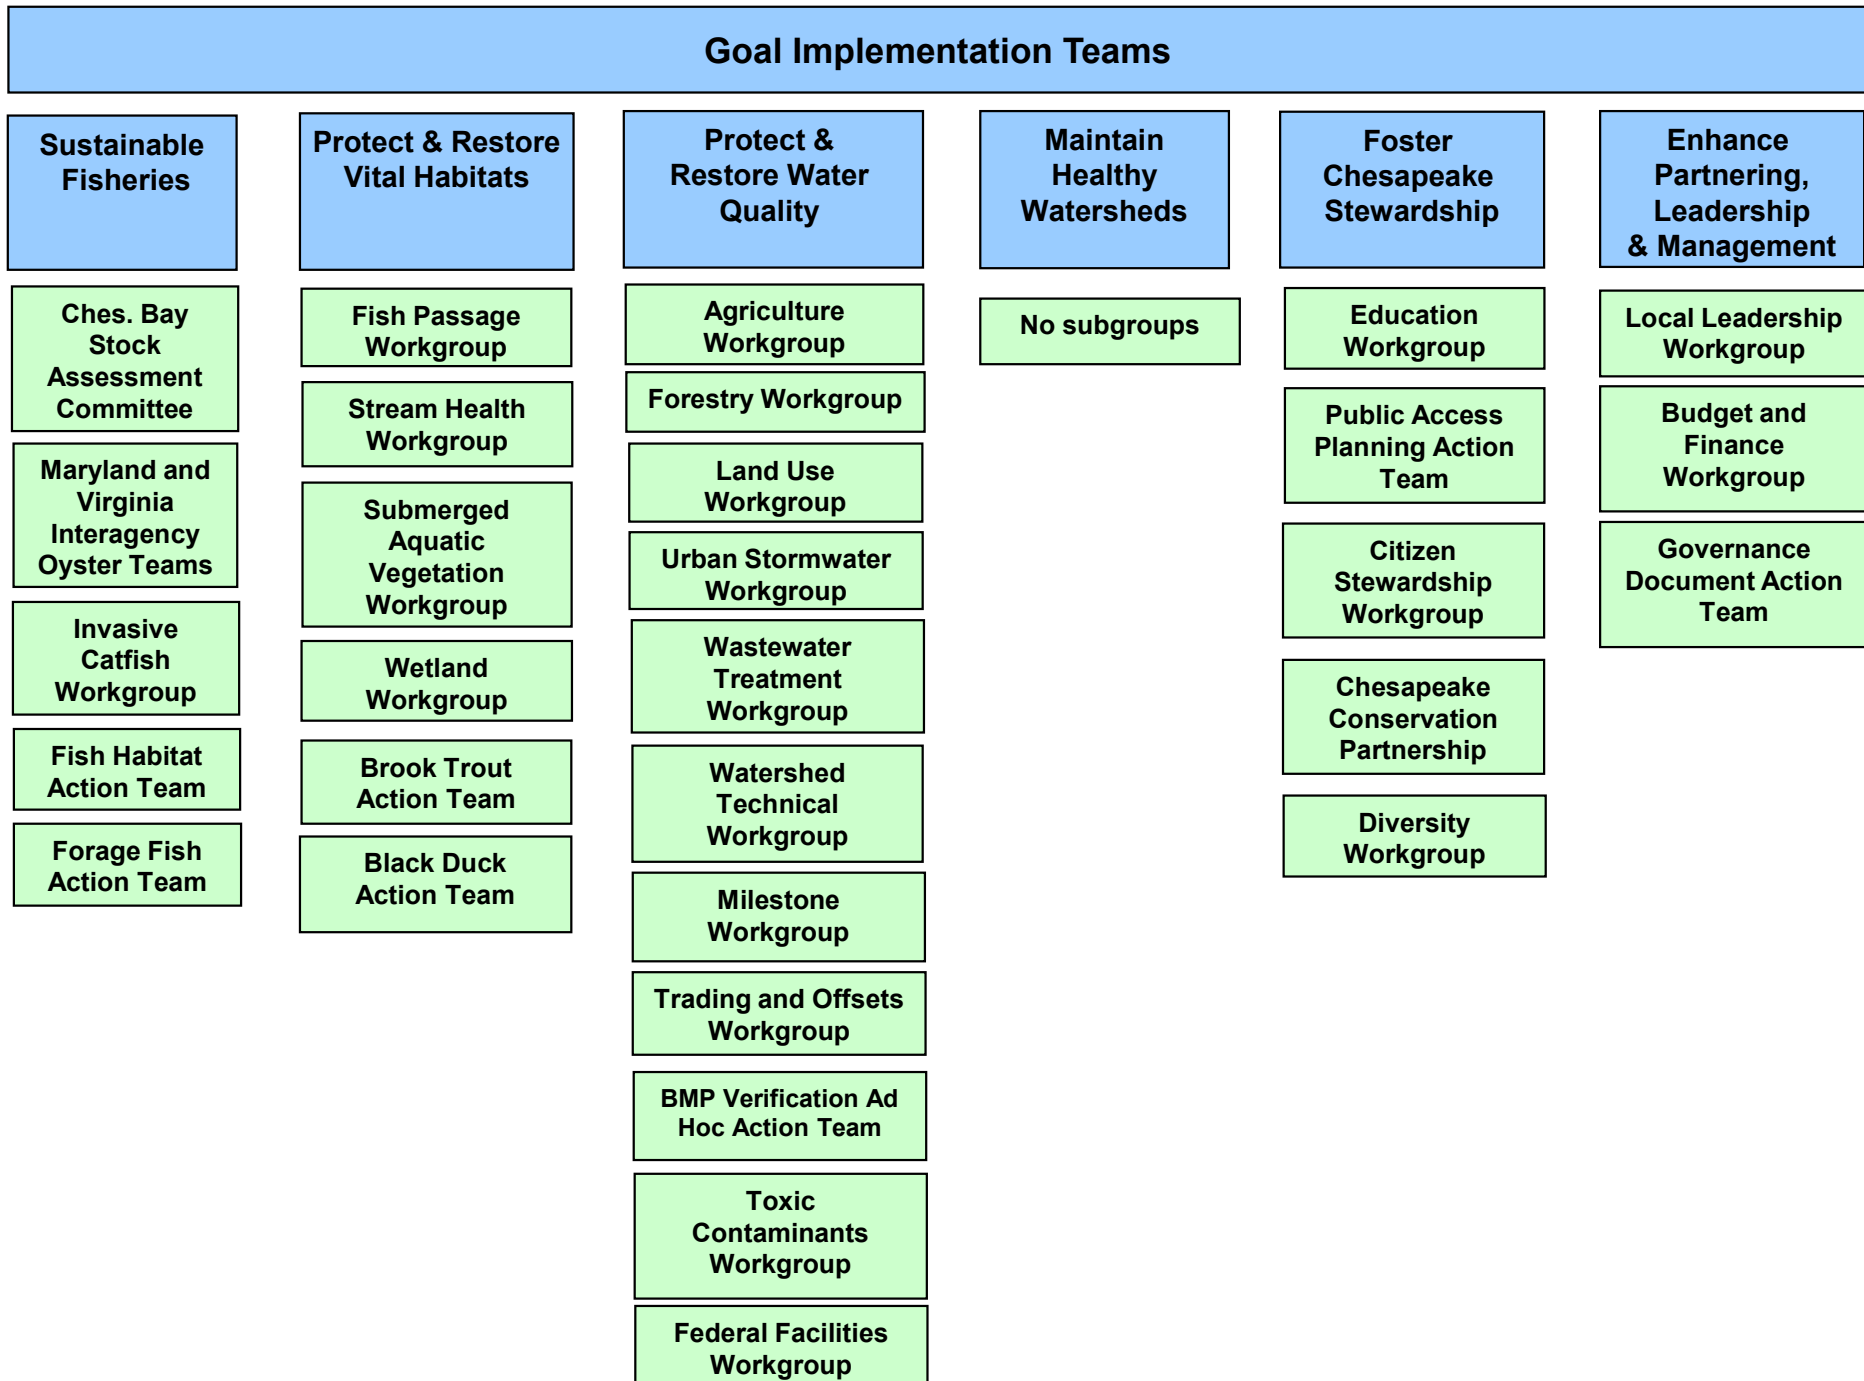 Goal Implementation Teams
Sustainable
Fisheries
Ches. Bay
Stock
Assessment
Committee
Maryland and
Virginia
Interagency
Oyster Teams
Invasive
Catfish
Workgroup
Fish Habitat
Action Team
Forage Fish
Action Team
Protect & Restore
Vital Habitats
Fish Passage
Workgroup
Stream Health
Workgroup
Submerged
Aquatic
Vegetation
Workgroup
Wetland
Workgroup
Brook Trout
Action Team
Black Duck
Action Team
Protect &
Restore Water
Quality
Agriculture
Workgroup
Forestry Workgroup
Land Use
Workgroup
Urban Stormwater
Workgroup
Wastewater
Treatment
Workgroup
Watershed
Technical
Workgroup
Milestone
Workgroup
Trading and Offsets
Workgroup
BMP Verification Ad
Hoc Action Team
Toxic
Contaminants
Workgroup
Federal Facilities
Workgroup
Maintain
Healthy
Watersheds
No subgroups
Foster
Chesapeake
Stewardship
Education
Workgroup
Public Access
Planning Action
Team
Citizen
Stewardship
Workgroup
Chesapeake
Conservation
Partnership
Diversity
Workgroup
Enhance
Partnering,
Leadership
& Management
Local Leadership
Workgroup
Budget and
Finance
Workgroup
Governance
Document Action
Team